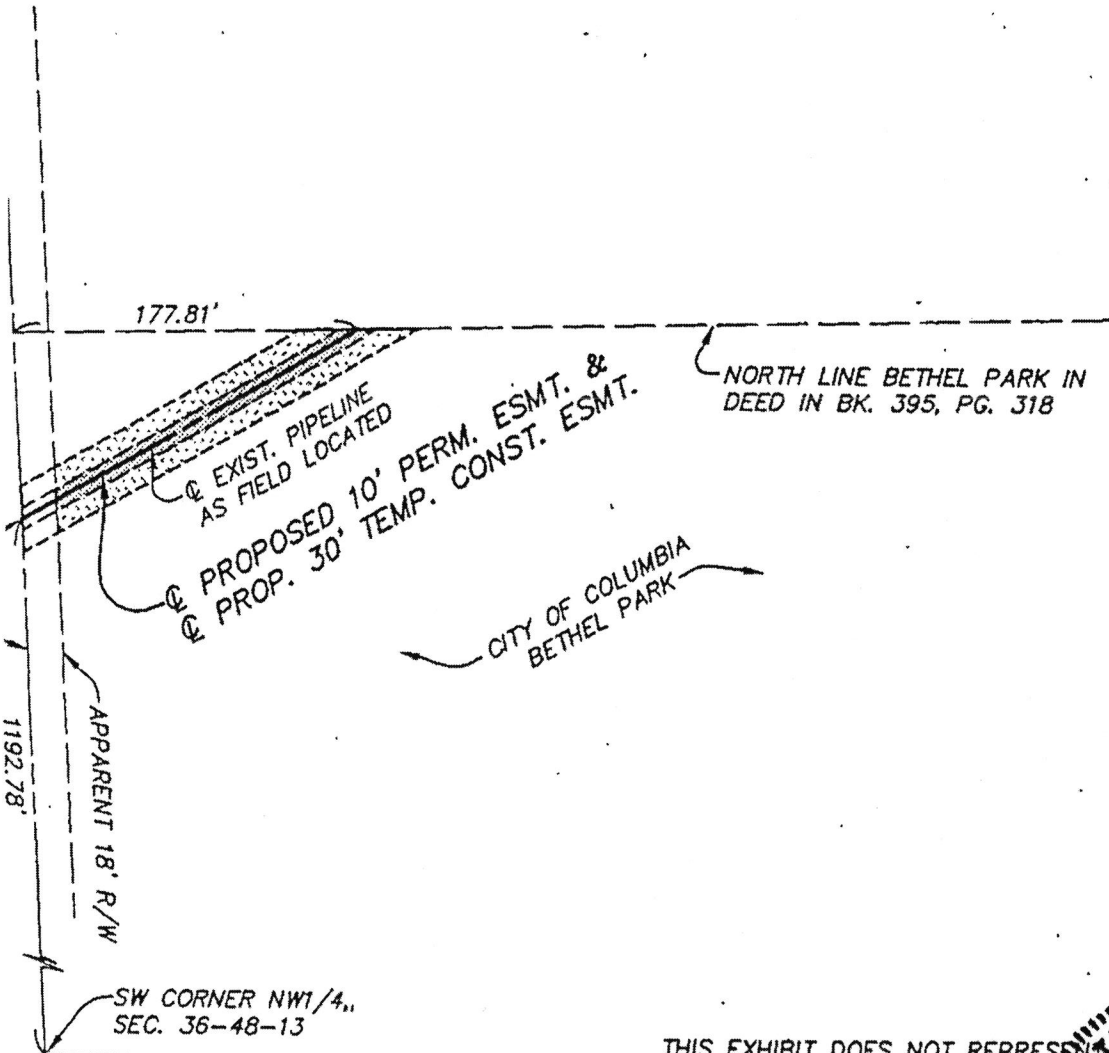 177.81'
NORTH LINE BETHEL PARK IN
DEED IN BK. 395, PG. 318
℄ EXIST. PIPELINE
AS FIELD LOCATED
℄ PROPOSED 10' PERM. ESMT. &
℄ PROP. 30' TEMP. CONST. ESMT.
CITY OF COLUMBIA
BETHEL PARK
APPARENT 18' R/W
1192.78'
SW CORNER NW1/4,,
SEC. 36-48-13
THIS EXHIBIT DOES NOT REPRESENT